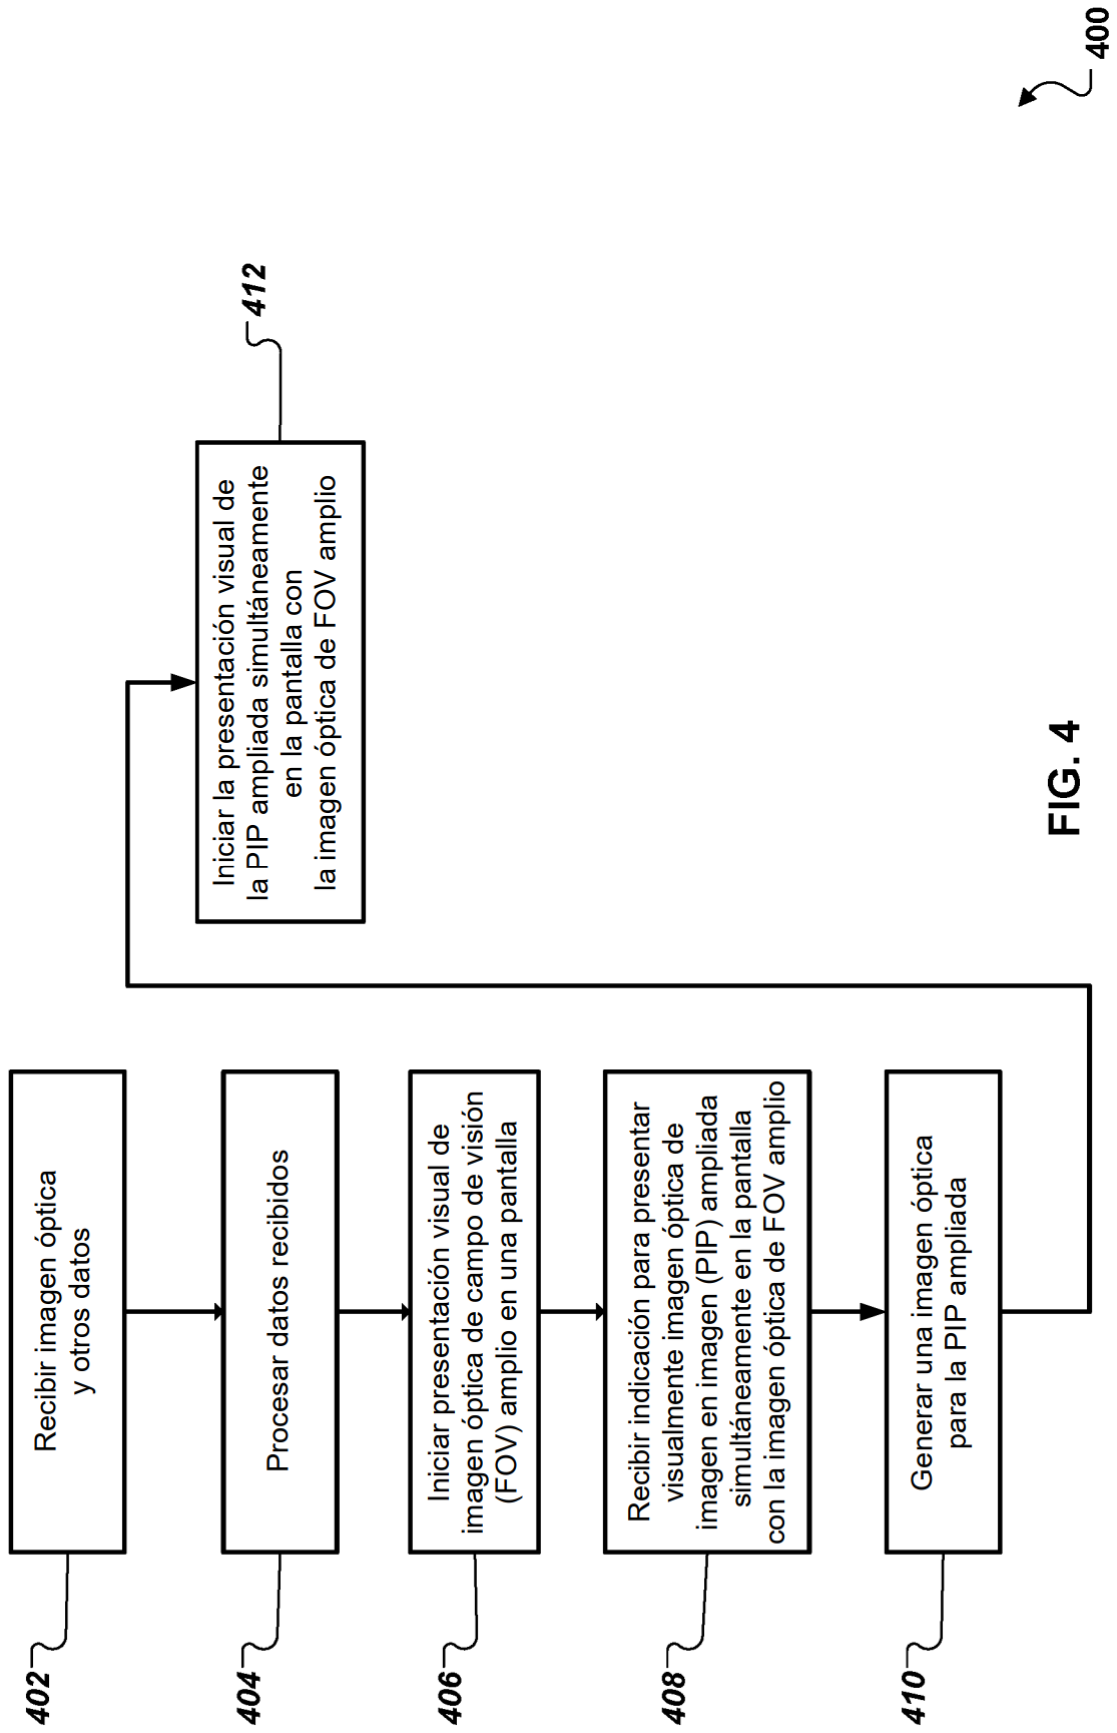 402
Recibir imagen óptica
y otros datos
404
Procesar datos recibidos
406
Iniciar presentación visual de
imagen óptica de campo de visión
(FOV) amplio en una pantalla
408
Recibir indicación para presentar
visualmente imagen óptica de
imagen en imagen (PIP) ampliada
simultáneamente en la pantalla
con la imagen óptica de FOV amplio
410
Generar una imagen óptica
para la PIP ampliada
Iniciar la presentación visual de
la PIP ampliada simultáneamente
en la pantalla con
la imagen óptica de FOV amplio
412
FIG. 4
400